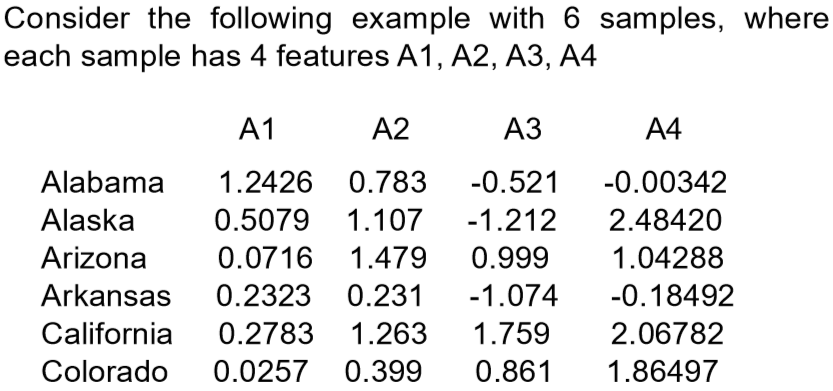 Consider the following example with 6 samples, where
each sample has 4 features A1, A2, A3, A4
A1 A2 A3 A4
Alabama 1.2426 0.783 -0.521 -0.00342
Alaska 0.5079 1.107 -1.212 2.48420
Arizona 0.0716 1.479 0.999 1.04288
Arkansas 0.2323 0.231 -1.074 -0.18492
California 0.2783 1.263 1.759 2.06782
Colorado 0.0257 0.399 0.861 1.86497